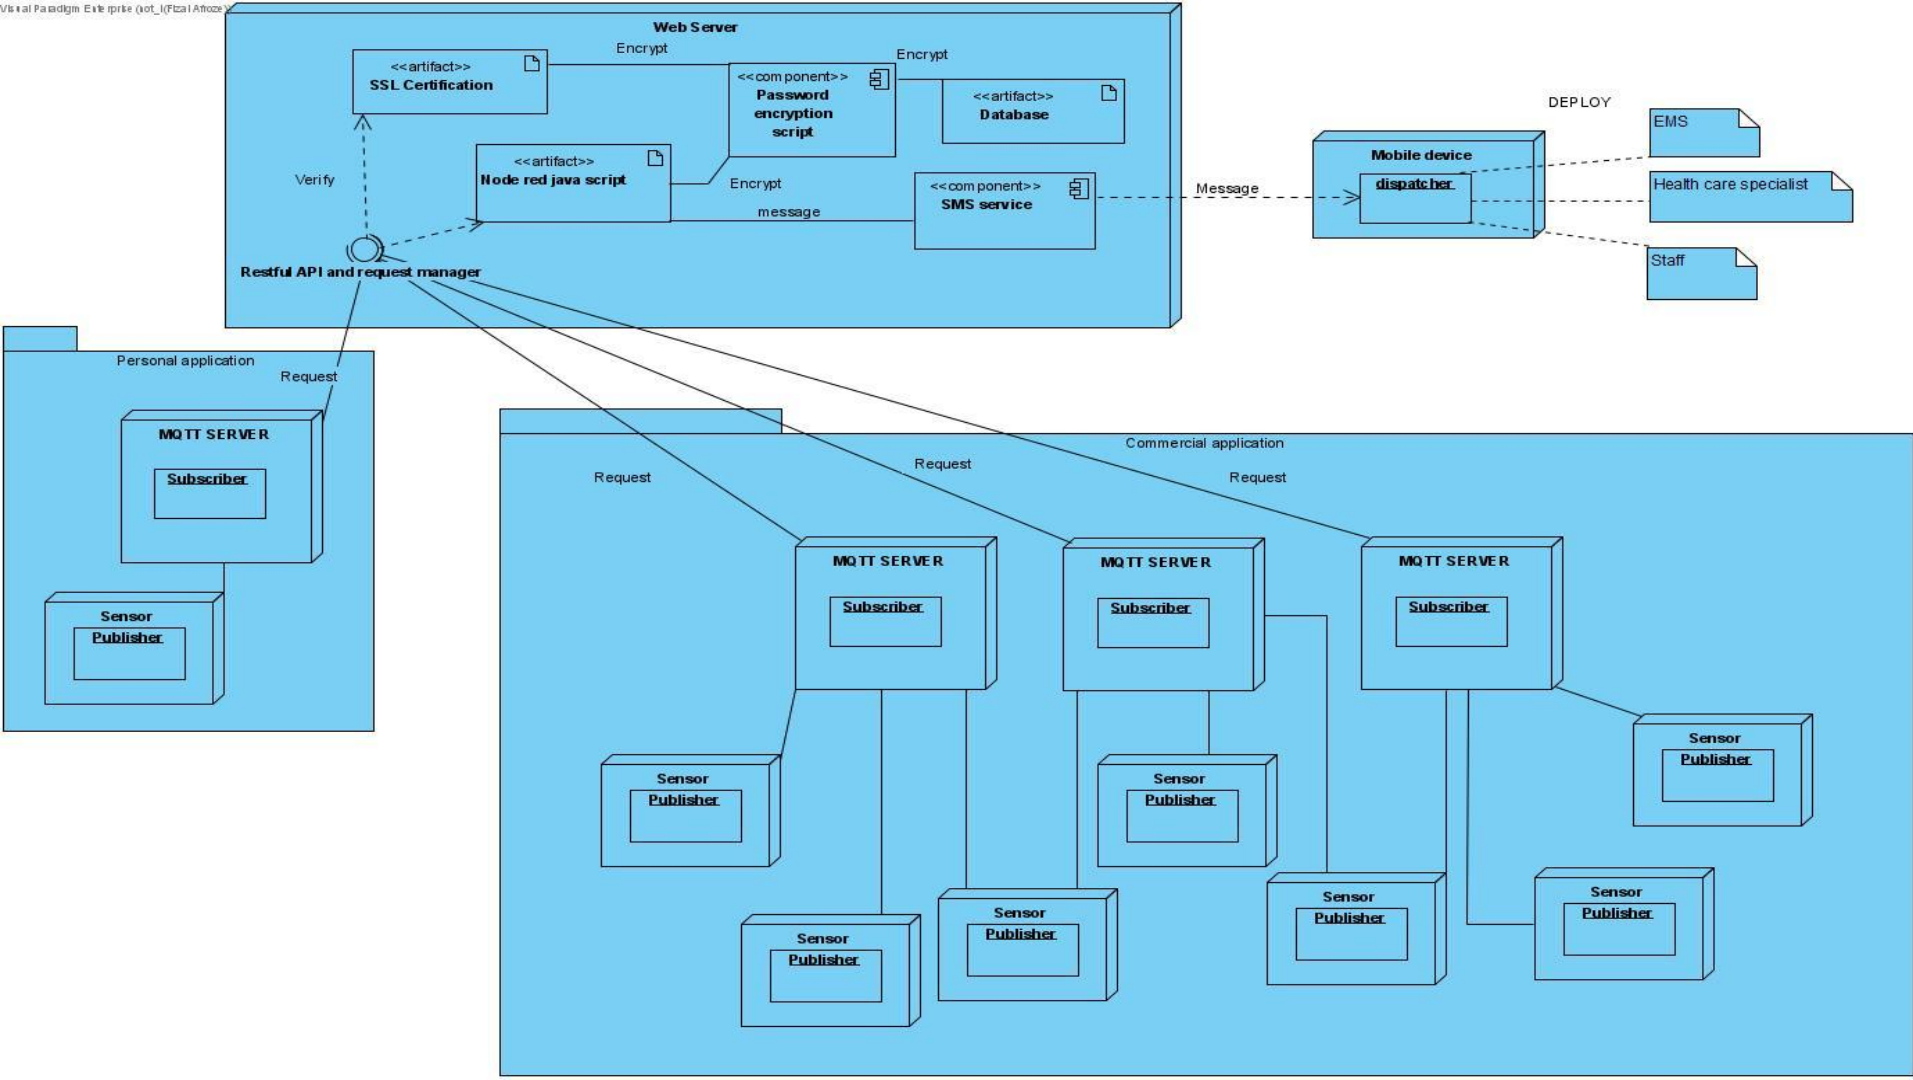 Visual Paradigm Enterprise
Web Server
Encrypt
Encrypt
<<artifact>>
SSL Certification
<<component>>
Password
encryption
script
<<artifact>>
Database
<<artifact>>
Node red java script
Verify
Encrypt
message
<<component>>
SMS service
Message
Restful API and request manager
DEPLOY
Mobile device
dispatcher
EMS
Health care specialist
Staff
Personal application
Request
MQTT SERVER
Subscriber
Sensor
Publisher
Commercial application
Request
Request
Request
MQTT SERVER
Subscriber
MQTT SERVER
Subscriber
MQTT SERVER
Subscriber
Sensor
Publisher
Sensor
Publisher
Sensor
Publisher
Sensor
Publisher
Sensor
Publisher
Sensor
Publisher
Sensor
Publisher